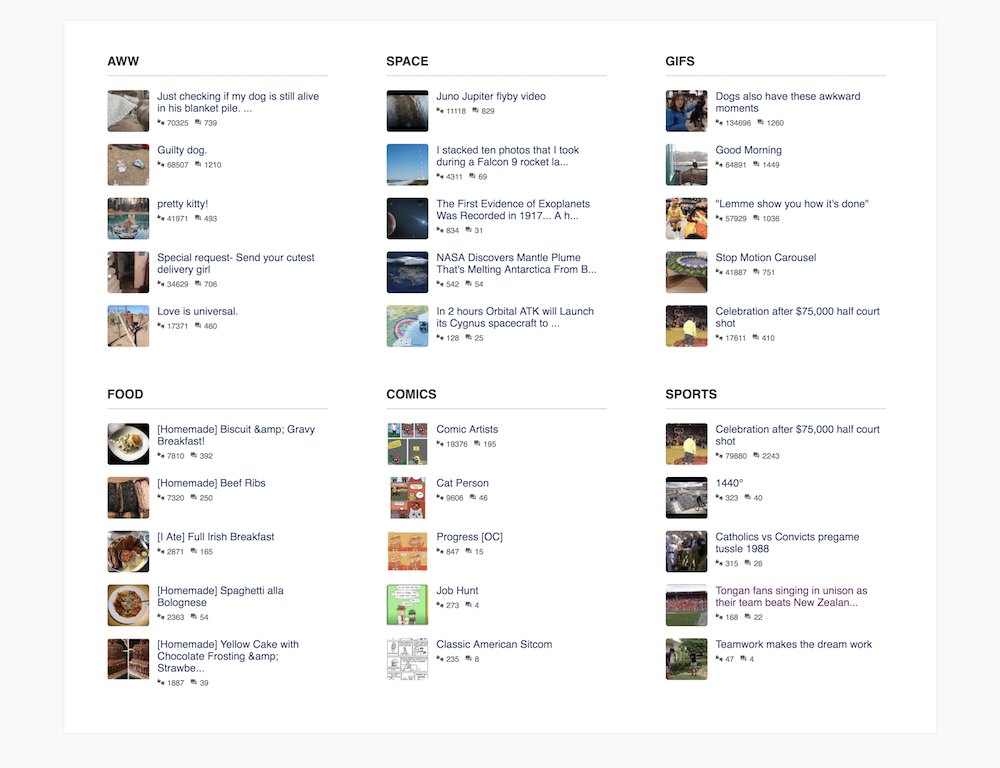 AWW
Just checking if my dog is still alive
in his blanket pile. ...
70325 739
Guilty dog.
68507 1210
pretty kitty!
41971 493
Special request- Send your cutest
delivery girl
34629 706
Love is universal.
17371 460
SPACE
Juno Jupiter flyby video
11118 829
I stacked ten photos that I took
during a Falcon 9 rocket la...
4311 69
The First Evidence of Exoplanets
Was Recorded in 1917... A h...
834 31
NASA Discovers Mantle Plume
That's Melting Antarctica From B...
542 54
In 2 hours Orbital ATK will Launch
its Cygnus spacecraft to ...
128 25
GIFS
Dogs also have these awkward
moments
134696 1260
Good Morning
64891 1449
"Lemme show you how it's done"
57929 1036
Stop Motion Carousel
41887 751
Celebration after $75,000 half court
shot
17611 410
FOOD
[Homemade] Biscuit &amp; Gravy
Breakfast!
7810 392
[Homemade] Beef Ribs
7320 250
[I Ate] Full Irish Breakfast
2871 165
[Homemade] Spaghetti alla
Bolognese
2363 54
[Homemade] Yellow Cake with
Chocolate Frosting &amp;
Strawbe...
1887 39
COMICS
Comic Artists
19376 195
Cat Person
9606 46
Progress [OC]
847 15
Job Hunt
273 4
Classic American Sitcom
235 8
SPORTS
Celebration after $75,000 half court
shot
79880 2243
1440°
323 40
Catholics vs Convicts pregame
tussle 1988
315 26
Tongan fans singing in unison as
their team beats New Zealan...
168 22
Teamwork makes the dream work
47 4